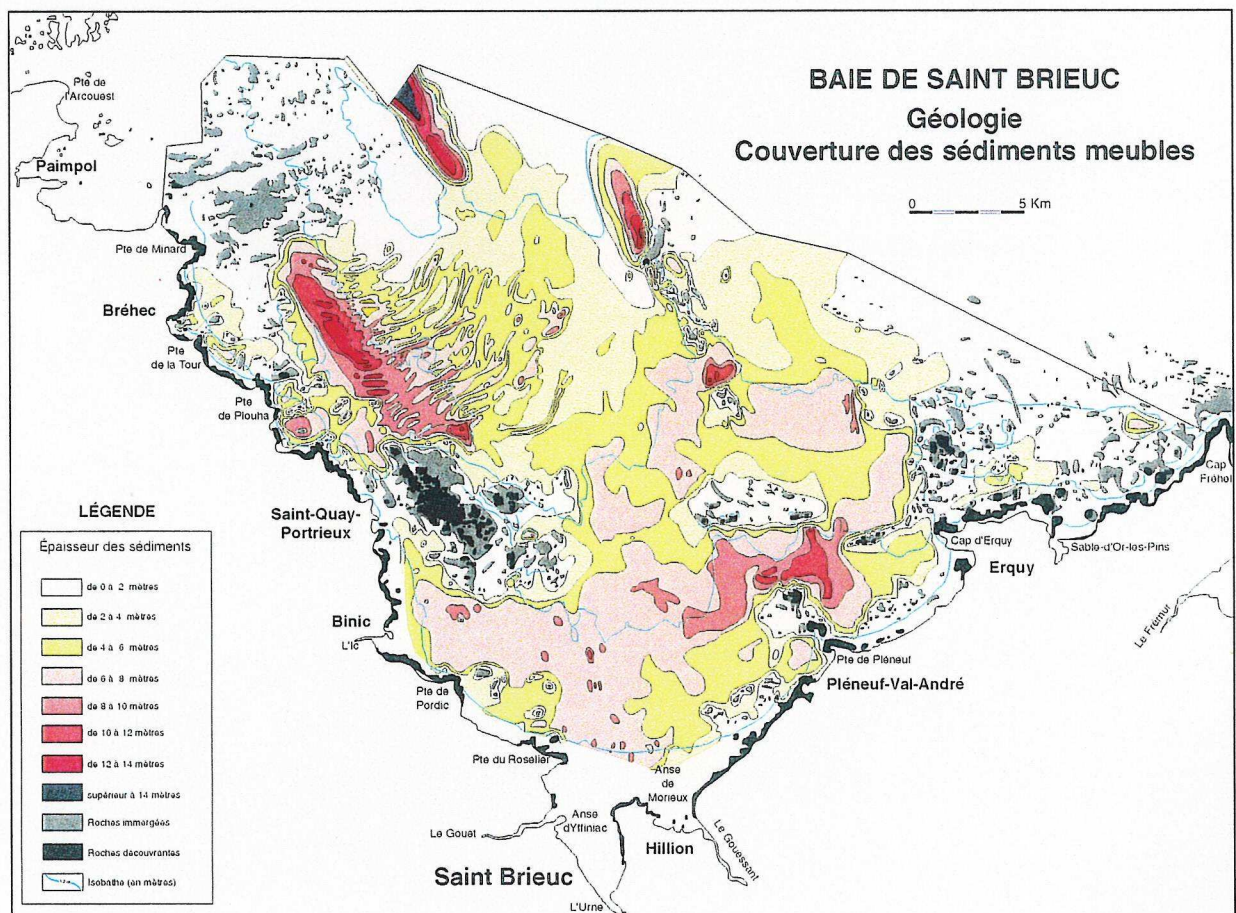 BAIE DE SAINT BRIEUC
Géologie
Couverture des sédiments meubles
0 5 Km
Pte de
l'Arcouest
Paimpol
Pte de Minard
Bréhec
Pte
de la Tour
Pte
de Plouha
Saint-Quay-
Portrieux
Binic
L'Ic
Pte de
Pordic
Pte du Roselier
Anse
de
Morieux
Anse
d'Yffiniac
Le Gouet
Hillion
Le Gouessant
Saint Brieuc
L'Urne
Pte de Pléneuf
Pléneuf-Val-André
Cap d'Erquy
Erquy
Sable-d'Or-les-Pins
Cap
Fréhel
Le Frémur
LÉGENDE
Épaisseur des sédiments
de 0 à 2 mètres
de 2 à 4 mètres
de 4 à 6 mètres
de 6 à 8 mètres
de 8 à 10 mètres
de 10 à 12 mètres
de 12 à 14 mètres
supérieur à 14 mètres
Roches immergées
Roches découvrantes
Isobathe (en mètres)